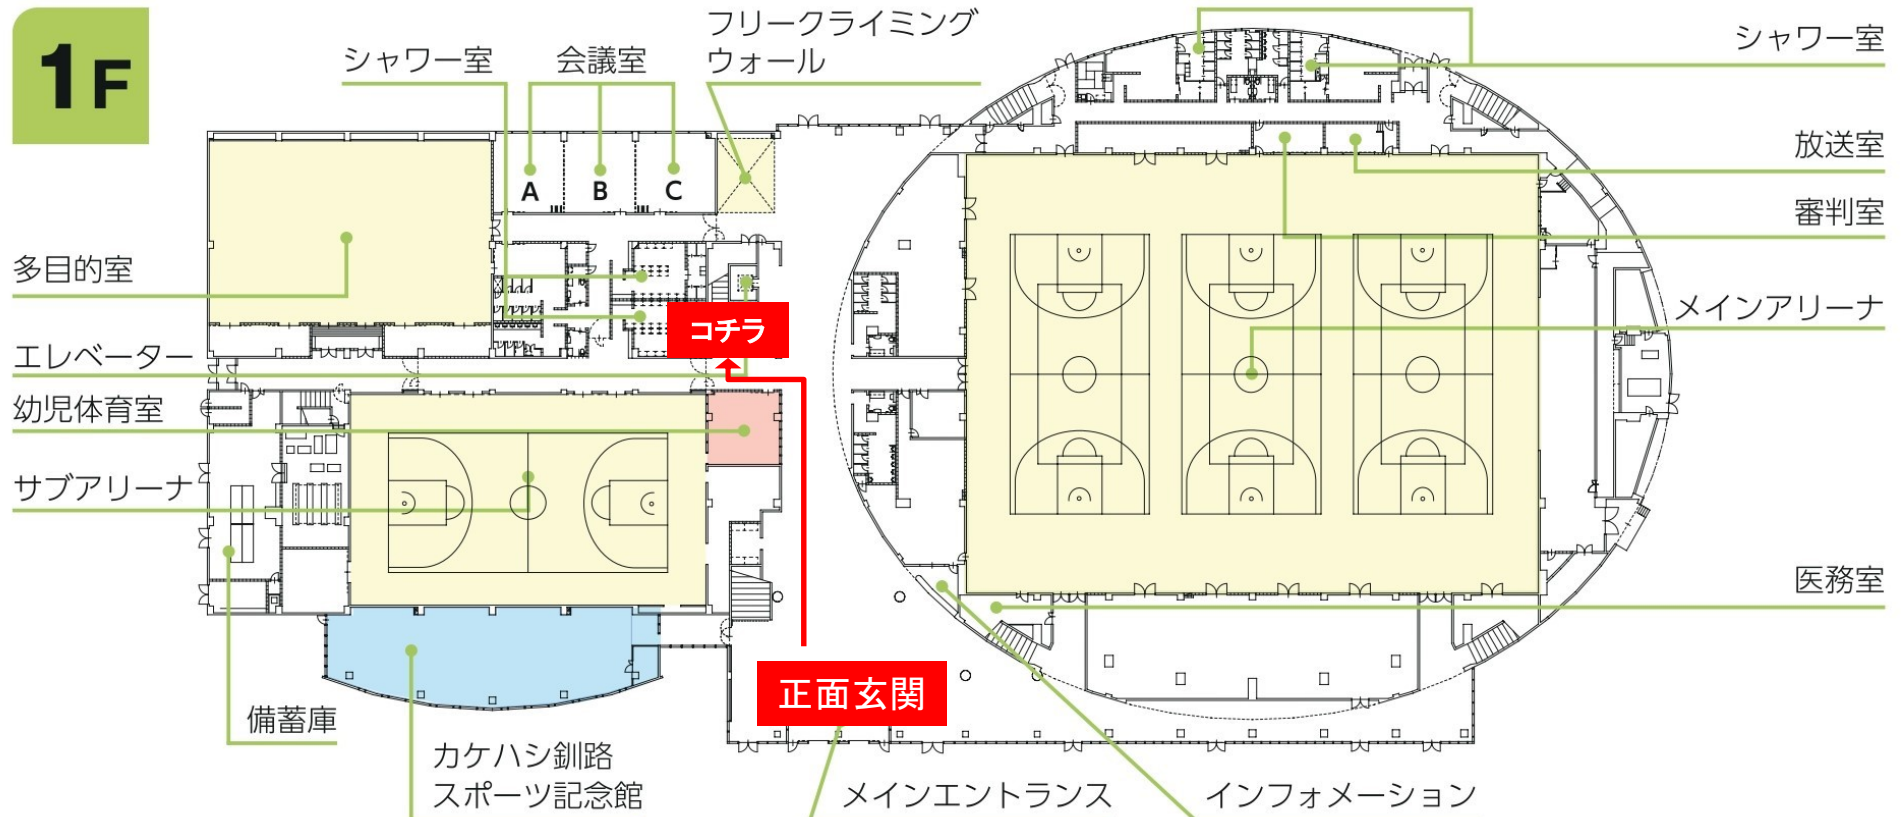 1F
シャワー室
会議室
フリークライミング
ウォール
シャワー室
A
B
C
放送室
審判室
多目的室
コチラ
メインアリーナ
エレベーター
幼児体育室
サブアリーナ
医務室
正面玄関
備蓄庫
カケハシ釧路
スポーツ記念館
メインエントランス
インフォメーション